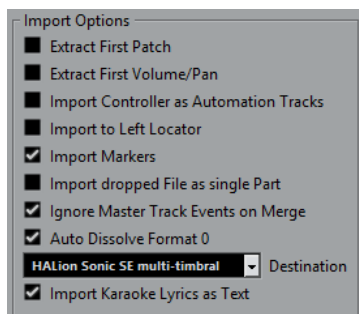 Import Options
Extract First Patch
Extract First Volume/Pan
Import Controller as Automation Tracks
Import to Left Locator
Import Markers
Import dropped File as single Part
Ignore Master Track Events on Merge
Auto Dissolve Format 0
HALion Sonic SE multi-timbral Destination
Import Karaoke Lyrics as Text